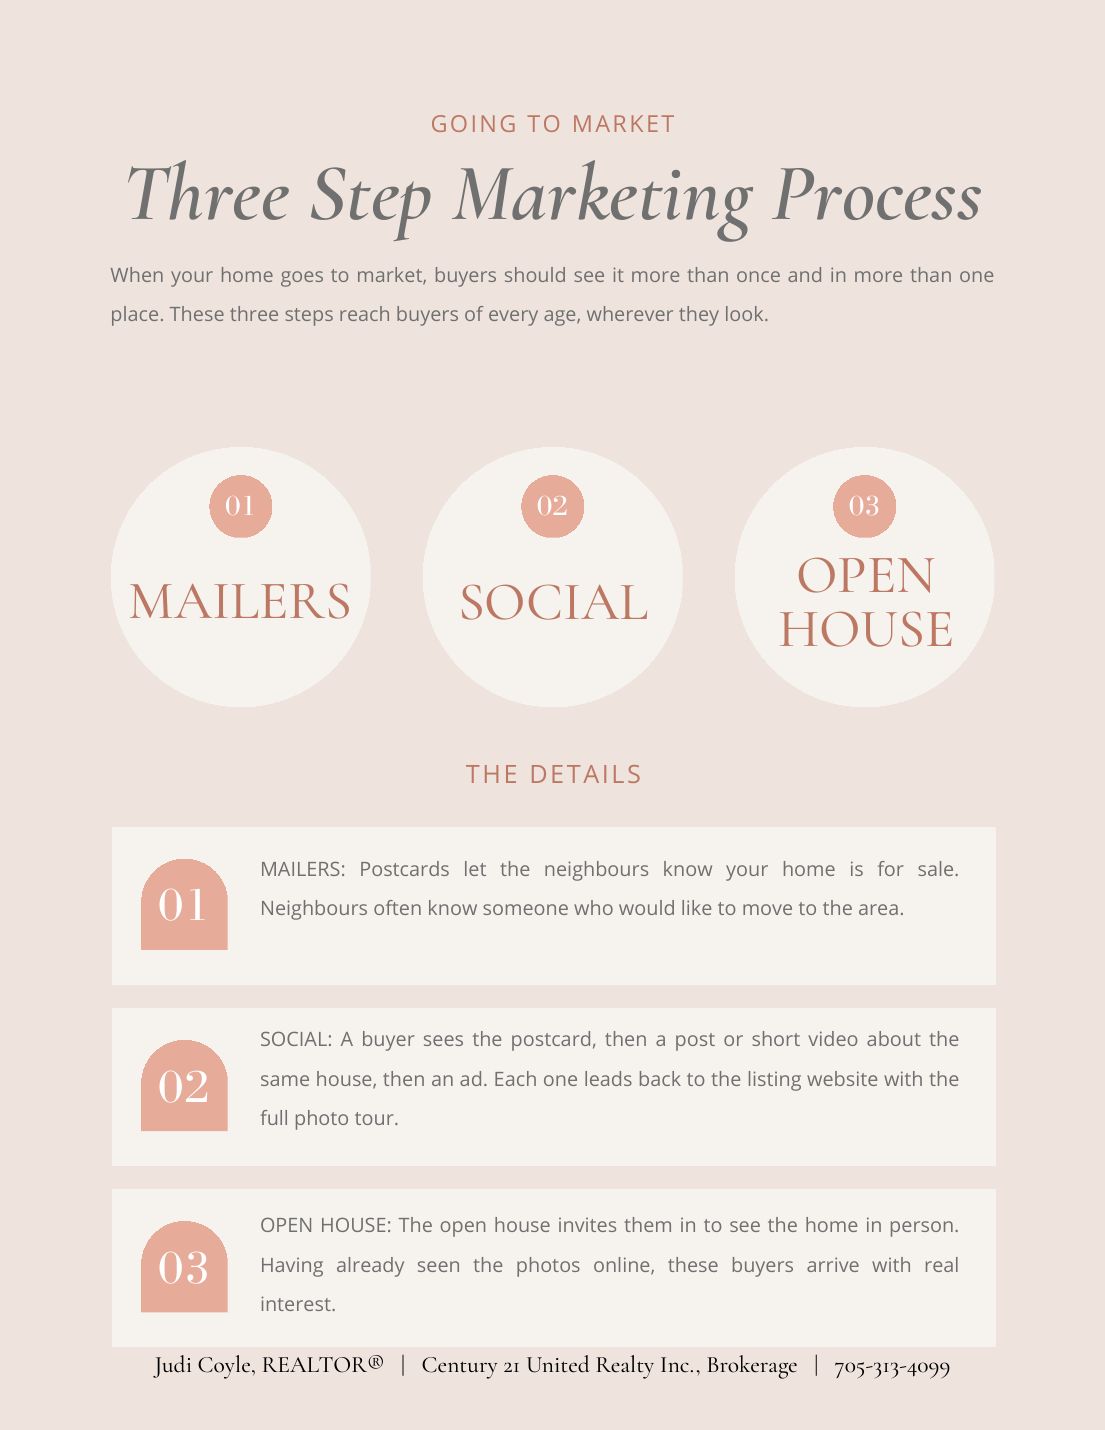 GOING TO MARKET
Three Step Marketing Process
When your home goes to market, buyers should see it more than once and in more than one
place. These three steps reach buyers of every age, wherever they look.
01
MAILERS
02
SOCIAL
03
OPEN
HOUSE
THE DETAILS
01
MAILERS: Postcards let the neighbours know your home is for sale.
Neighbours often know someone who would like to move to the area.
02
SOCIAL: A buyer sees the postcard, then a post or short video about the
same house, then an ad. Each one leads back to the listing website with the
full photo tour.
03
OPEN HOUSE: The open house invites them in to see the home in person.
Having already seen the photos online, these buyers arrive with real
interest.
Judi Coyle, REALTOR® | Century 21 United Realty Inc., Brokerage | 705-313-4099